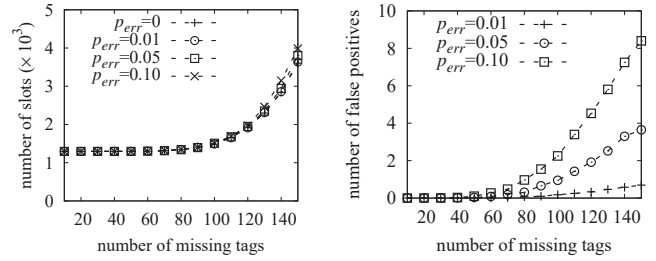 number of slots (× 10³)
5
4
3
2
1
0
p_err=0
p_err=0.01
p_err=0.05
p_err=0.10
20 40 60 80 100 120 140
number of missing tags
number of false positives
10
8
6
4
2
0
p_err=0.01
p_err=0.05
p_err=0.10
20 40 60 80 100 120 140
number of missing tags